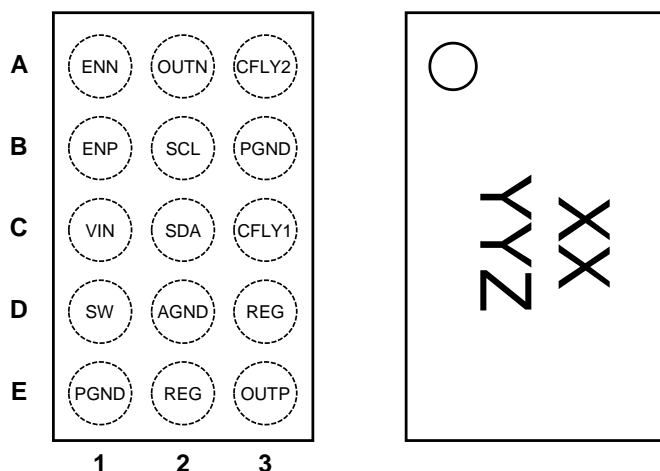 A ENN OUTN CFLY2
B ENP SCL PGND
C VIN SDA CFLY1
D SW AGND REG
E PGND REG OUTP
1 2 3
XX
YYZ